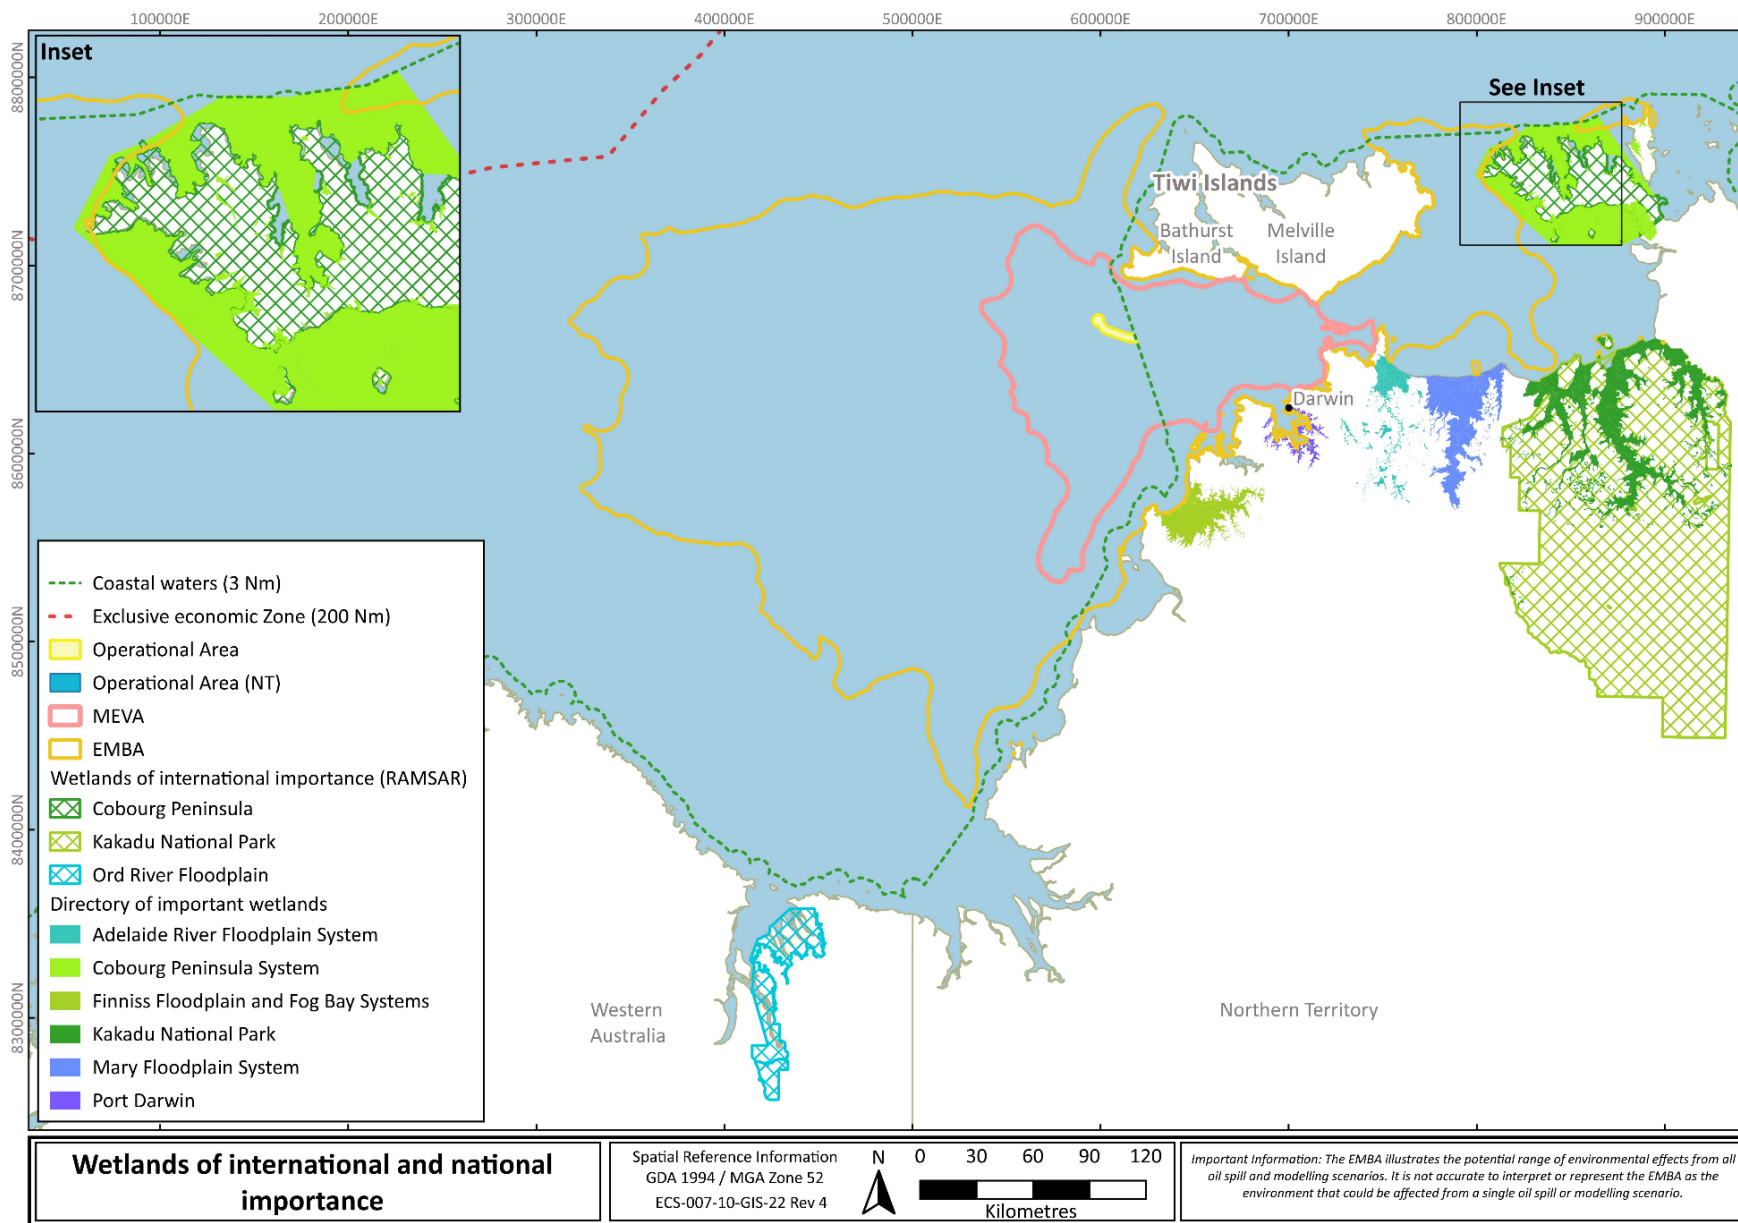 100000E 200000E 300000E 400000E 500000E 600000E 700000E 800000E 900000E
8800000N
8700000N
8600000N
8500000N
8400000N
8300000N
Inset
See Inset
Tiwi Islands
Bathurst
Island
Melville
Island
Darwin
Western
Australia
Northern Territory
Coastal waters (3 Nm)
Exclusive economic Zone (200 Nm)
Operational Area
Operational Area (NT)
MEVA
EMBA
Wetlands of international importance (RAMSAR)
Cobourg Peninsula
Kakadu National Park
Ord River Floodplain
Directory of important wetlands
Adelaide River Floodplain System
Cobourg Peninsula System
Finniss Floodplain and Fog Bay Systems
Kakadu National Park
Mary Floodplain System
Port Darwin
Wetlands of international and national
importance
Spatial Reference Information
GDA 1994 / MGA Zone 52
ECS-007-10-GIS-22 Rev 4
N
0 30 60 90 120
Kilometres
Important Information: The EMBA illustrates the potential range of environmental effects from all
oil spill and modelling scenarios. It is not accurate to interpret or represent the EMBA as the
environment that could be affected from a single oil spill or modelling scenario.